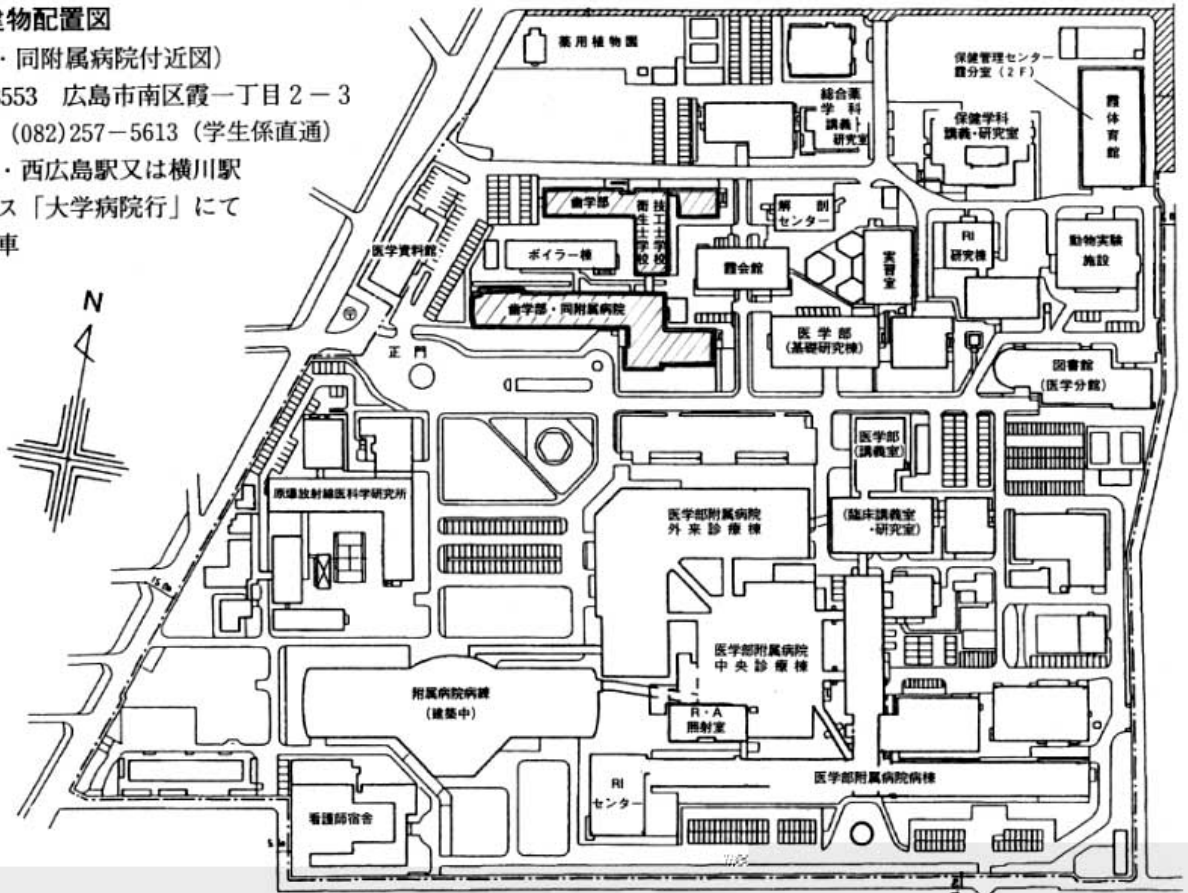 建物配置図
・同附属病院付近図)
3553 広島市南区霞一丁目2−3
(082)257−5613(学生係直通)
・西広島駅又は横川駅
ス「大学病院行」にて
車
N
薬用植物園
総合薬
学科
講義・
研究室
保健管理センター
霞分室(2F)
保健学科
講義・研究室
霞体育館
歯学部
衛生士学校
技工士学校
解剖
センター
医学資料館
ボイラー棟
霞会館
実習室
RI
研究棟
動物実験
施設
歯学部・同附属病院
医学部
(基礎研究棟)
正門
図書館
(医学分館)
医学部
(講義室)
原爆放射線医科学研究所
医学部附属病院
外来診療棟
(臨床講義室
・研究室)
医学部附属病院
中央診療棟
附属病院病棟
(建築中)
R・A
照射室
RI
センター
医学部附属病院病棟
看護師宿舎